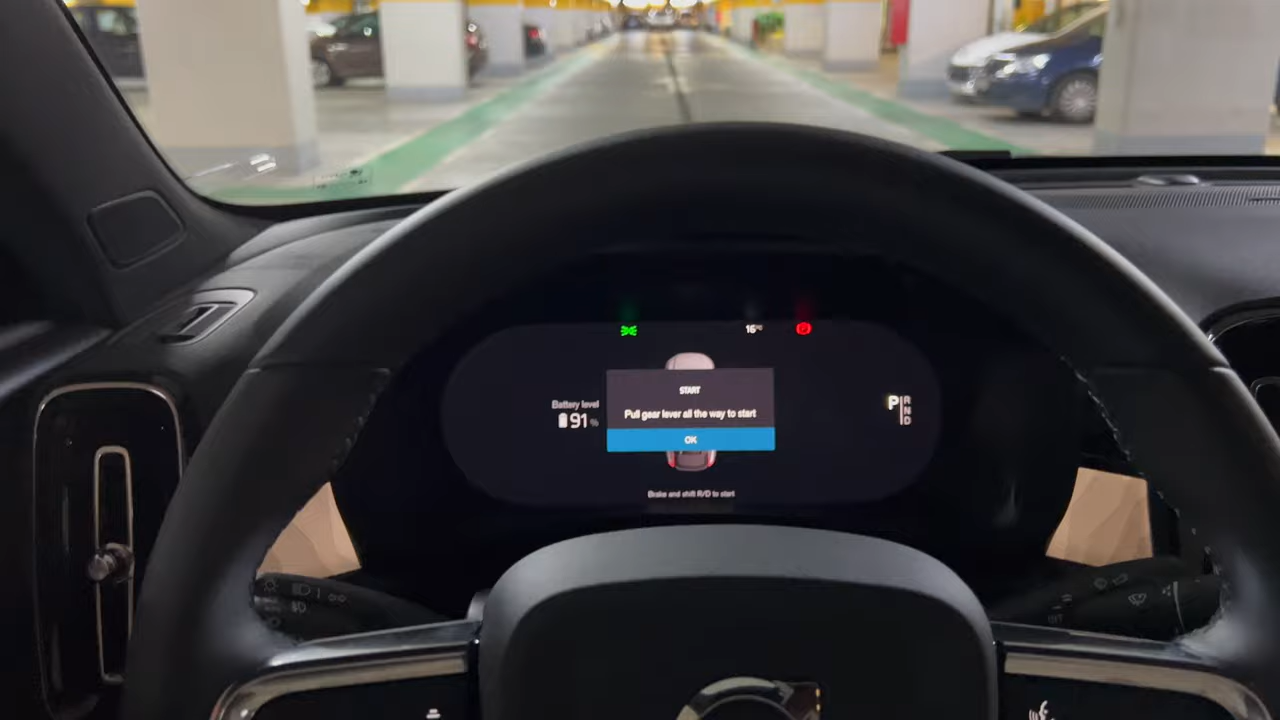 16°C
START
Pull gear lever all the way to start
Battery level
91 %
OK
P
R
N
D
Brake and shift R/D to start